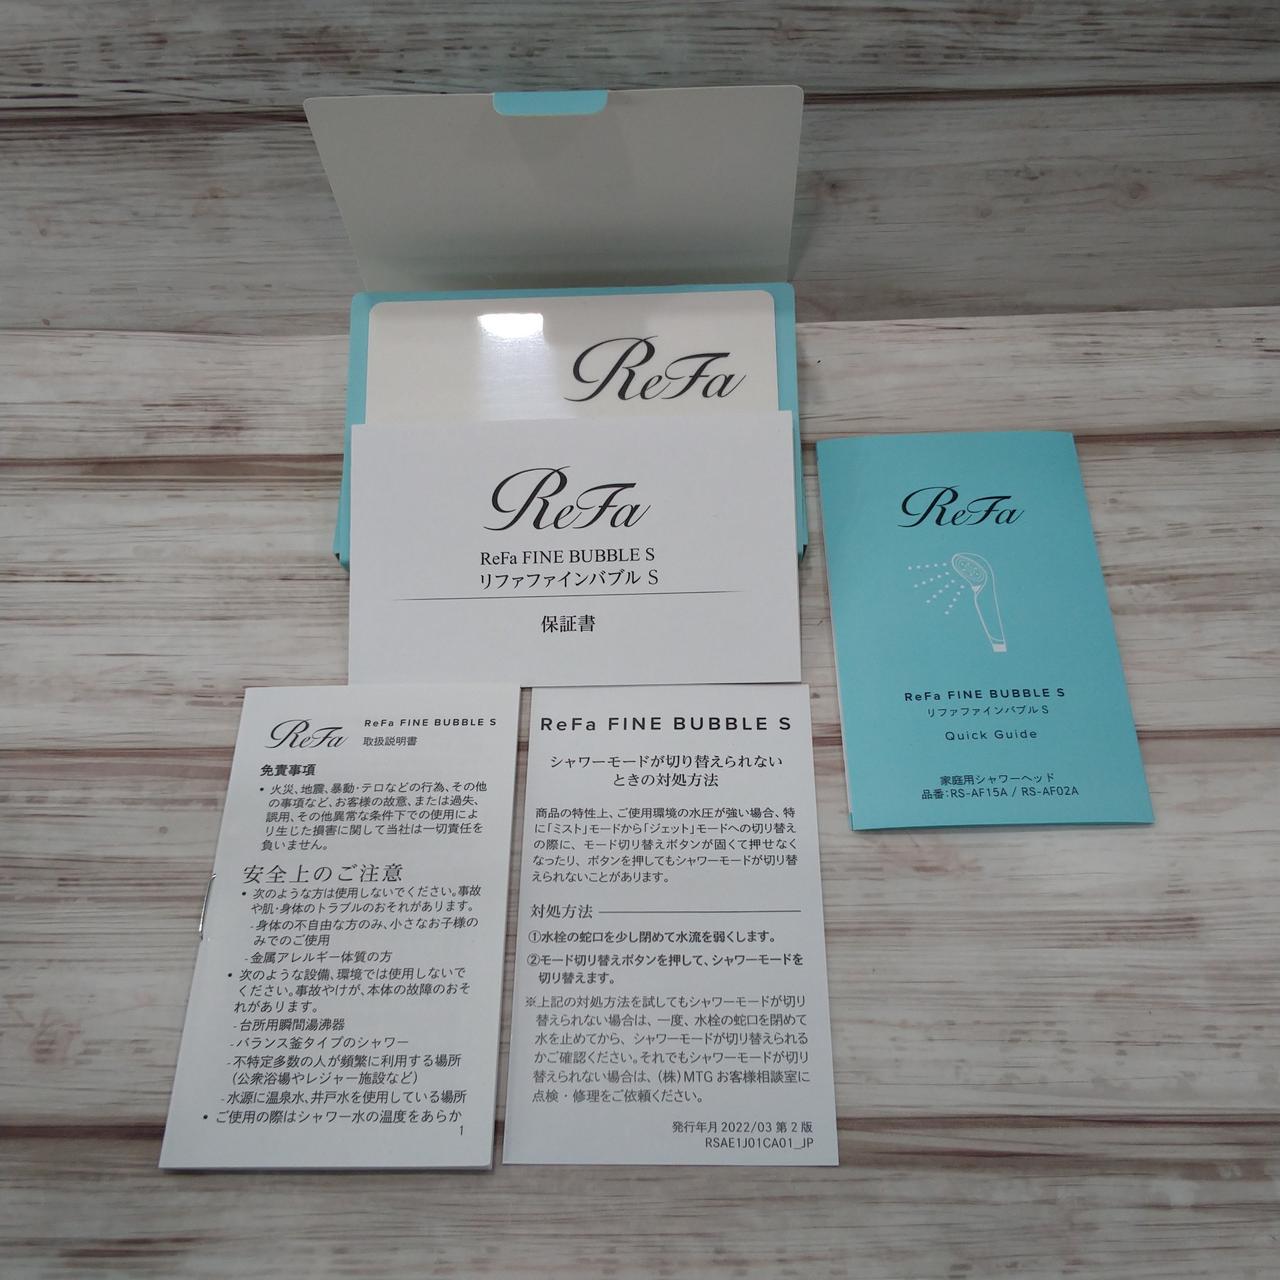 ReFa
ReFa
ReFa FINE BUBBLE S
リファファインバブル S
保証書
ReFa
ReFa FINE BUBBLE S
リファファインバブル S
Quick Guide
家庭用シャワーヘッド
品番：RS-AF15A / RS-AF02A
ReFa
ReFa FINE BUBBLE S
取扱説明書
免責事項
• 火災、地震、暴動・テロなどの行為、その他
の事項など、お客様の故意、または過失、
誤用、その他異常な条件下での使用によ
り生じた損害に関して当社は一切責任を
負いません。
安全上のご注意
• 次のような方は使用しないでください。事故
や肌・身体のトラブルのおそれがあります。
- 身体の不自由な方のみ、小さなお子様の
みでのご使用
- 金属アレルギー体質の方
• 次のような設備、環境では使用しないで
ください。事故やけが、本体の故障のおそ
れがあります。
- 台所用瞬間湯沸器
- バランス釜タイプのシャワー
- 不特定多数の人が頻繁に利用する場所
（公衆浴場やレジャー施設など）
- 水源に温泉水、井戸水を使用している場所
• ご使用の際はシャワー水の温度をあらか
1
ReFa FINE BUBBLE S
シャワーモードが切り替えられない
ときの対処方法
商品の特性上、ご使用環境の水圧が強い場合、特
に「ミスト」モードから「ジェット」モードへの切り替え
の際に、モード切り替えボタンが固くて押せなく
なったり、ボタンを押してもシャワーモードが切り替
えられないことがあります。
対処方法
①水栓の蛇口を少し閉めて水流を弱くします。
②モード切り替えボタンを押して、シャワーモードを
切り替えます。
※上記の対処方法を試してもシャワーモードが切り
替えられない場合は、一度、水栓の蛇口を閉めて
水を止めてから、シャワーモードが切り替えられる
かご確認ください。それでもシャワーモードが切り
替えられない場合は、（株）MTG お客様相談室に
点検・修理をご依頼ください。
発行年月 2022/03 第 2 版
RSAE1J01CA01_JP